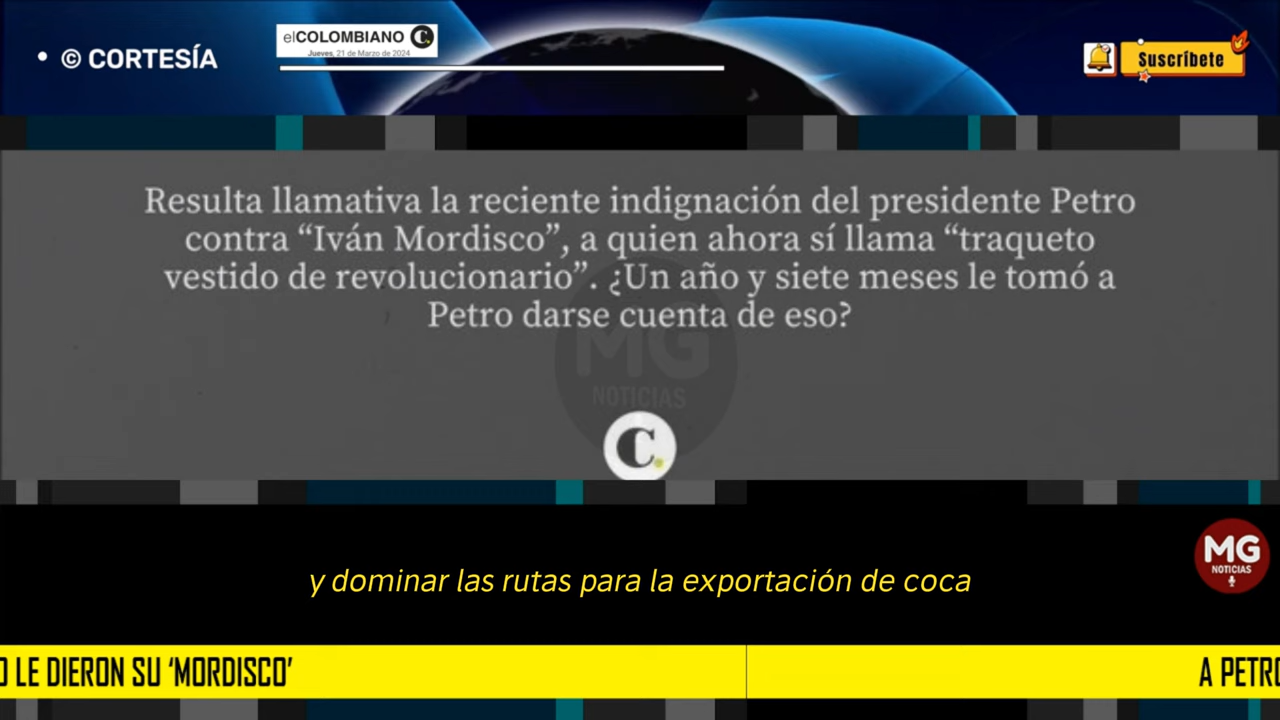 • © CORTESÍA
elCOLOMBIANO C
Jueves, 21 de Marzo de 2024
Suscríbete
Resulta llamativa la reciente indignación del presidente Petro
contra “Iván Mordisco”, a quien ahora sí llama “traqueto
vestido de revolucionario”. ¿Un año y siete meses le tomó a
Petro darse cuenta de eso?
MG
NOTICIAS
C.
y dominar las rutas para la exportación de coca
MG
NOTICIAS
O LE DIERON SU ‘MORDISCO’
A PETRO